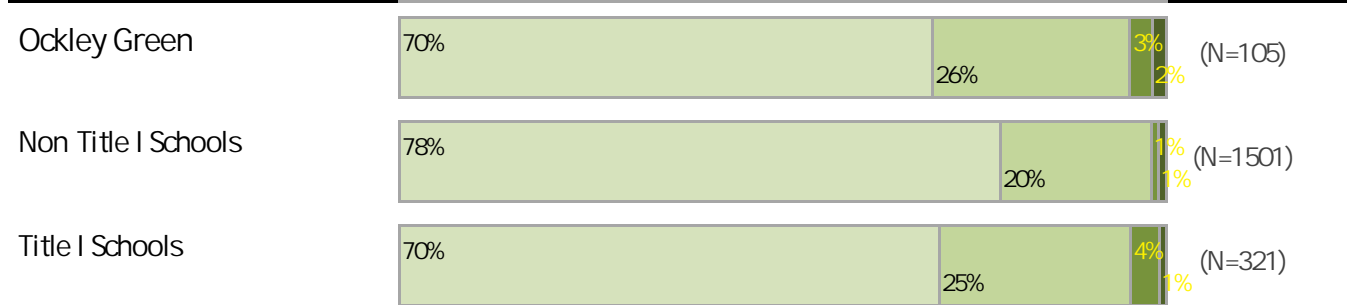 Ockley Green 70% 26% 3% 2% (N=105)
Non Title I Schools 78% 20% 1% 1% (N=1501)
Title I Schools 70% 25% 4% 1% (N=321)